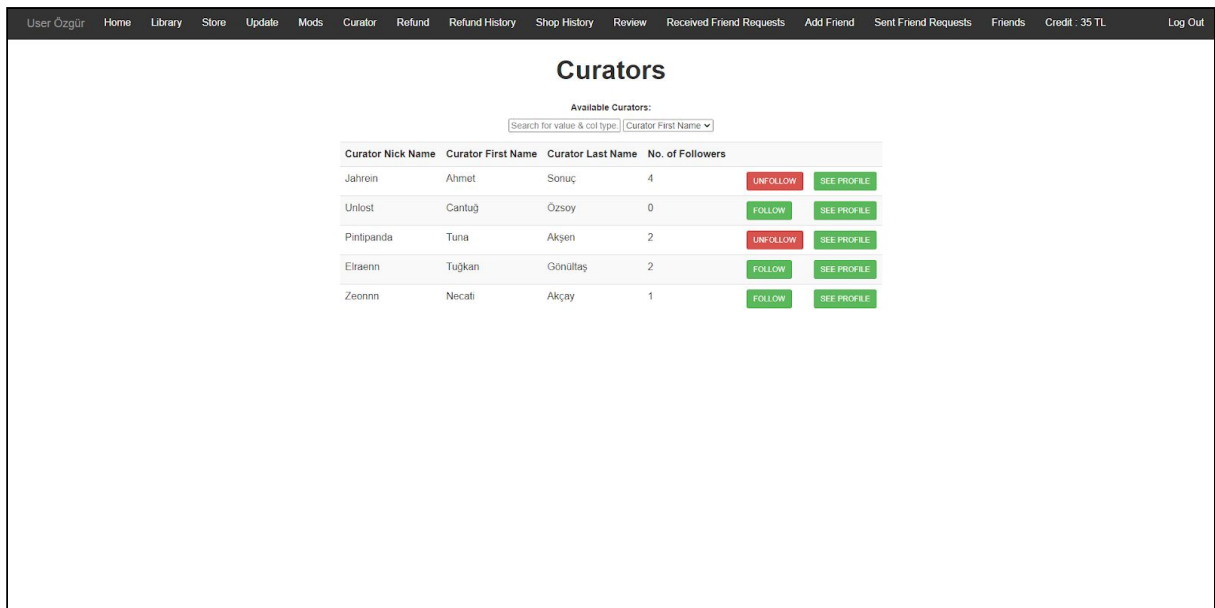 User Özgür Home Library Store Update Mods Curator Refund Refund History Shop History Review Received Friend Requests Add Friend Sent Friend Requests Friends Credit : 35 TL Log Out
Curators
Available Curators:
Search for value & col type. Curator First Name
Curator Nick Name Curator First Name Curator Last Name No. of Followers
Jahrein Ahmet Sonuç 4 UNFOLLOW SEE PROFILE
Unlost Cantuğ Özsoy 0 FOLLOW SEE PROFILE
Pintipanda Tuna Akşen 2 UNFOLLOW SEE PROFILE
Elraenn Tuğkan Gönültaş 2 FOLLOW SEE PROFILE
Zeonnn Necati Akçay 1 FOLLOW SEE PROFILE